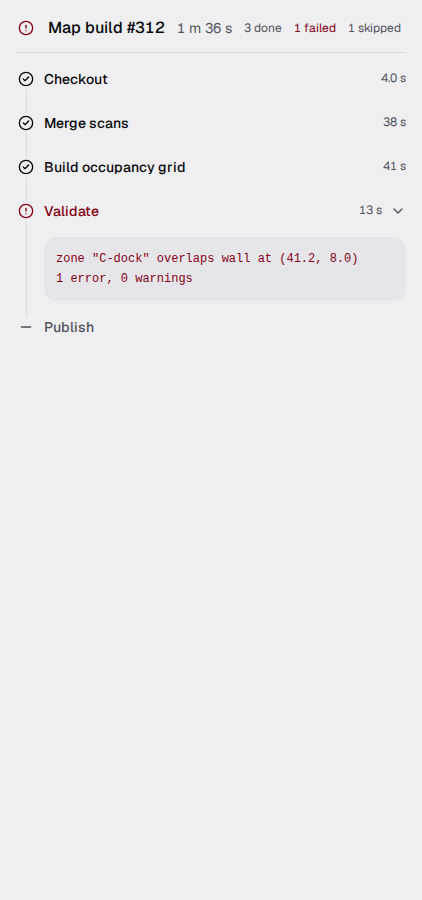 Map build #312 1 m 36 s 3 done 1 failed 1 skipped
Checkout 4.0 s
Merge scans 38 s
Build occupancy grid 41 s
Validate 13 s
zone "C-dock" overlaps wall at (41.2, 8.0)
1 error, 0 warnings
Publish